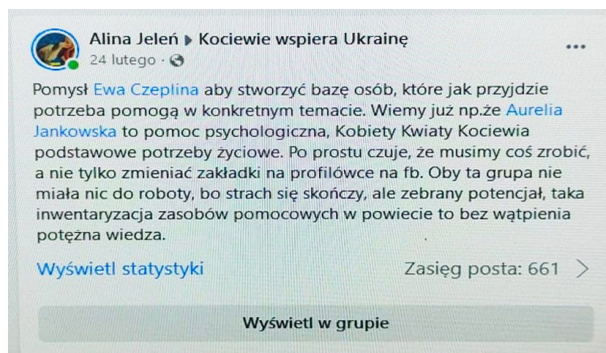 Alina Jeleń ▸ Kociewie wspiera Ukrainę
24 lutego ·
Pomysł Ewa Czeplina aby stworzyć bazę osób, które jak przyjdzie
potrzeba pomogą w konkretnym temacie. Wiemy już np.że Aurelia
Jankowska to pomoc psychologiczna, Kobiety Kwiaty Kociewia
podstawowe potrzeby życiowe. Po prostu czuje, że musimy coś zrobić,
a nie tylko zmieniać zakładki na profilówce na fb. Oby ta grupa nie
miała nic do roboty, bo strach się skończy, ale zebrany potencjał, taka
inwentaryzacja zasobów pomocowych w powiecie to bez wątpienia
potężna wiedza.
Wyświetl statystyki
Zasięg posta: 661
Wyświetl w grupie